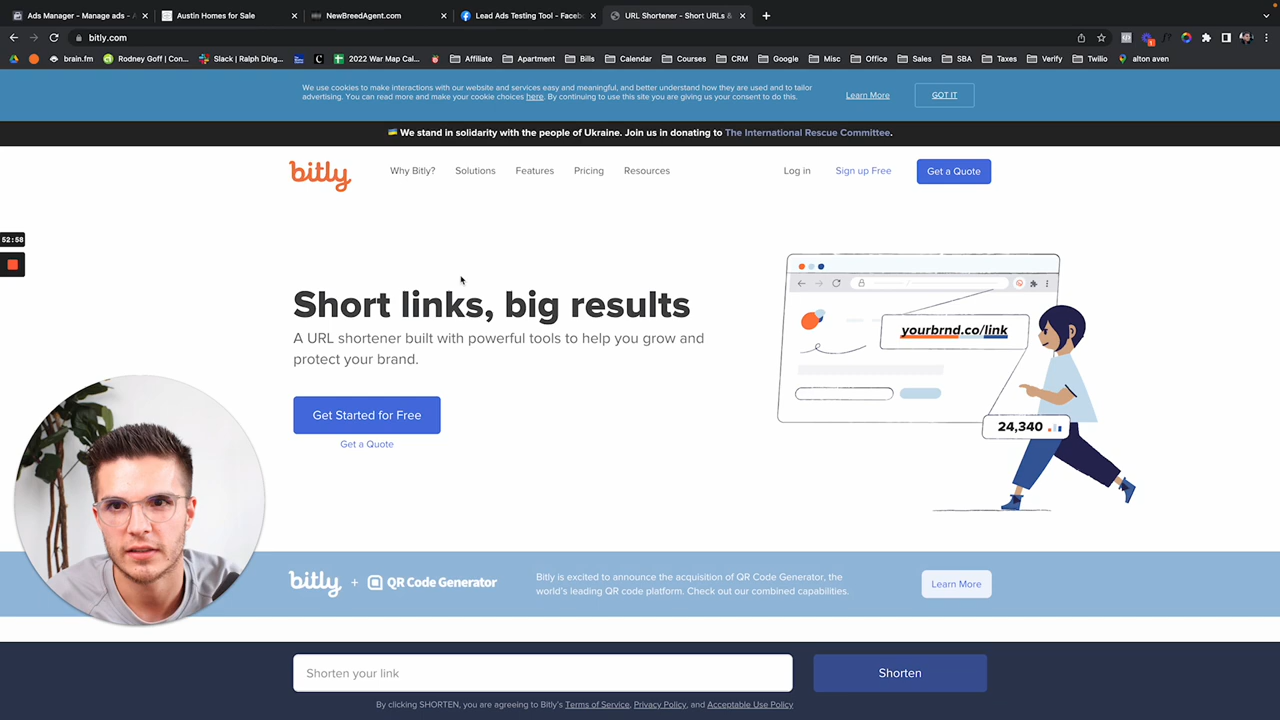 Ads Manager - Manage ads - A
Austin Homes for Sale
NewBreedAgent.com
Lead Ads Testing Tool - Faceb
URL Shortener - Short URLs &
bitly.com
brain.fm
Rodney Goff | Con...
Slack | Ralph Ding...
2022 War Map Cal...
Affiliate
Apartment
Bills
Calendar
Courses
CRM
Google
Misc
Office
Sales
SBA
Taxes
Verify
Twilio
alton aven
We use cookies to make interactions with our website and services easy and meaningful, and better understand how they are used and to tailor
advertising. You can read more and make your cookie choices here. By continuing to use this site you are giving us your consent to do this.
Learn More
GOT IT
We stand in solidarity with the people of Ukraine. Join us in donating to The International Rescue Committee.
bitly
Why Bitly?
Solutions
Features
Pricing
Resources
Log in
Sign up Free
Get a Quote
52:58
Short links, big results
A URL shortener built with powerful tools to help you grow and
protect your brand.
Get Started for Free
Get a Quote
yourbrnd.co/link
24,340
bitly + QR Code Generator
Bitly is excited to announce the acquisition of QR Code Generator, the
world's leading QR code platform. Check out our combined capabilities.
Learn More
Shorten your link
Shorten
By clicking SHORTEN, you are agreeing to Bitly's Terms of Service, Privacy Policy, and Acceptable Use Policy